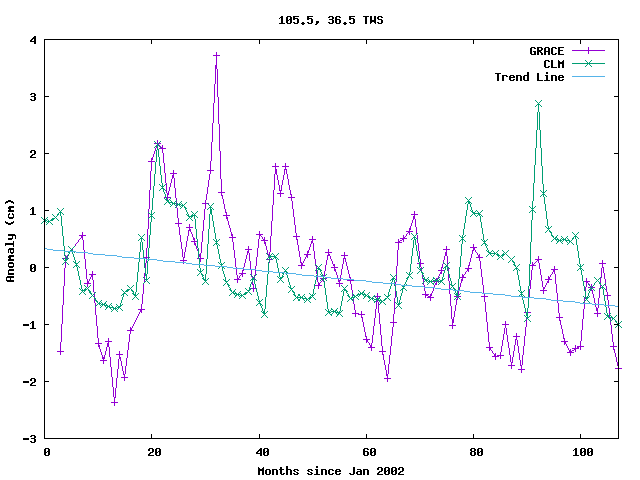 105.5, 36.5 TWS
GRACE
CLM
Trend Line
4
3
2
1
0
-1
-2
-3
Anomaly (cm)
0 20 40 60 80 100
Months since Jan 2002